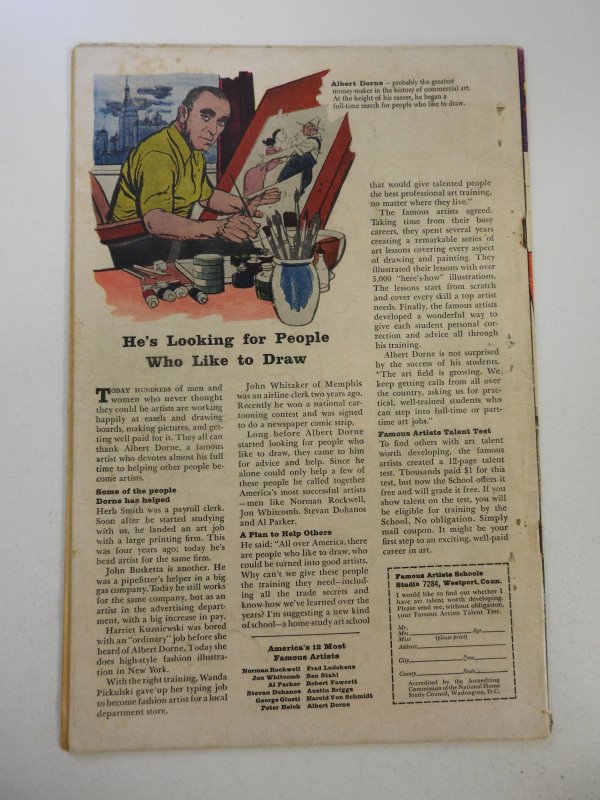 Albert Dorne – probably the greatest
money-maker in the history of commercial art.
At the height of his career, he began a
full-time search for people who like to draw.
He's Looking for People
Who Like to Draw
TODAY HUNDREDS of men and
women who never thought
they could be artists are working
happily at easels and drawing
boards, making pictures, and get-
ting well paid for it. They all can
thank Albert Dorne, a famous
artist who devotes almost his full
time to helping other people be-
come artists.
Some of the people
Dorne has helped
Herb Smith was a payroll clerk.
Soon after he started studying
with us, he landed an art job
with a large printing firm. This
was four years ago; today he's
head artist for the same firm.
John Busketta is another. He
was a pipefitter's helper in a big
gas company. Today he still works
for the same company, but as an
artist in the advertising depart-
ment, with a big increase in pay.
Harriet Kuzniewski was bored
with an "ordinary" job before she
heard of Albert Dorne. Today she
does high-style fashion illustra-
tion in New York.
With the right training, Wanda
Pickulski gave up her typing job
to become fashion artist for a local
department store.
John Whitaker of Memphis
was an airline clerk two years ago.
Recently he won a national car-
tooning contest and was signed
to do a newspaper comic strip.
Long before Albert Dorne
started looking for people who
like to draw, they came to him
for advice and help. Since he
alone could only help a few of
these people he called together
America's most successful artists
—men like Norman Rockwell,
Jon Whitcomb, Stevan Dohanos
and Al Parker.
A Plan to Help Others
He said: "All over America, there
are people who like to draw, who
could be turned into good artists.
Why can't we give these people
the training they need—includ-
ing all the trade secrets and
know-how we've learned over the
years? I'm suggesting a new kind
of school—a home-study art school
America's 12 Most
Famous Artists
Norman Rockwell Fred Ludekens
Jon Whitcomb Ben Stahl
Al Parker Robert Fawcett
Stevan Dohanos Austin Briggs
George Giusti Harold Von Schmidt
Peter Helck Albert Dorne
that would give talented people
the best professional art training,
no matter where they live."
The famous artists agreed.
Taking time from their busy
careers, they spent several years
creating a remarkable series of
art lessons covering every aspect
of drawing and painting. They
illustrated their lessons with over
5,000 "here's-how" illustrations.
The lessons start from scratch
and cover every skill a top artist
needs. Finally, the famous artists
developed a wonderful way to
give each student personal cor-
rection and advice all through
his training.
Albert Dorne is not surprised
by the success of his students.
"The art field is growing. We
keep getting calls from all over
the country, asking us for prac-
tical, well-trained students who
can step into full-time or part-
time art jobs."
Famous Artists Talent Test
To find others with art talent
worth developing, the famous
artists created a 12-page talent
test. Thousands paid $1 for this
test, but now the School offers it
free and will grade it free. If you
show talent on the test, you will
be eligible for training by the
School. No obligation. Simply
mail coupon. It might be your
first step to an exciting, well-paid
career in art.
Famous Artists Schools
Studio 7284, Westport, Conn.
I would like to find out whether I
have art talent worth developing.
Please send me, without obligation,
your Famous Artists Talent Test.
Mr.
Mrs. Age
Miss (please print)
Address
City Zone
County State
Accredited by the Accrediting
Commission of the National Home
Study Council, Washington, D.C.